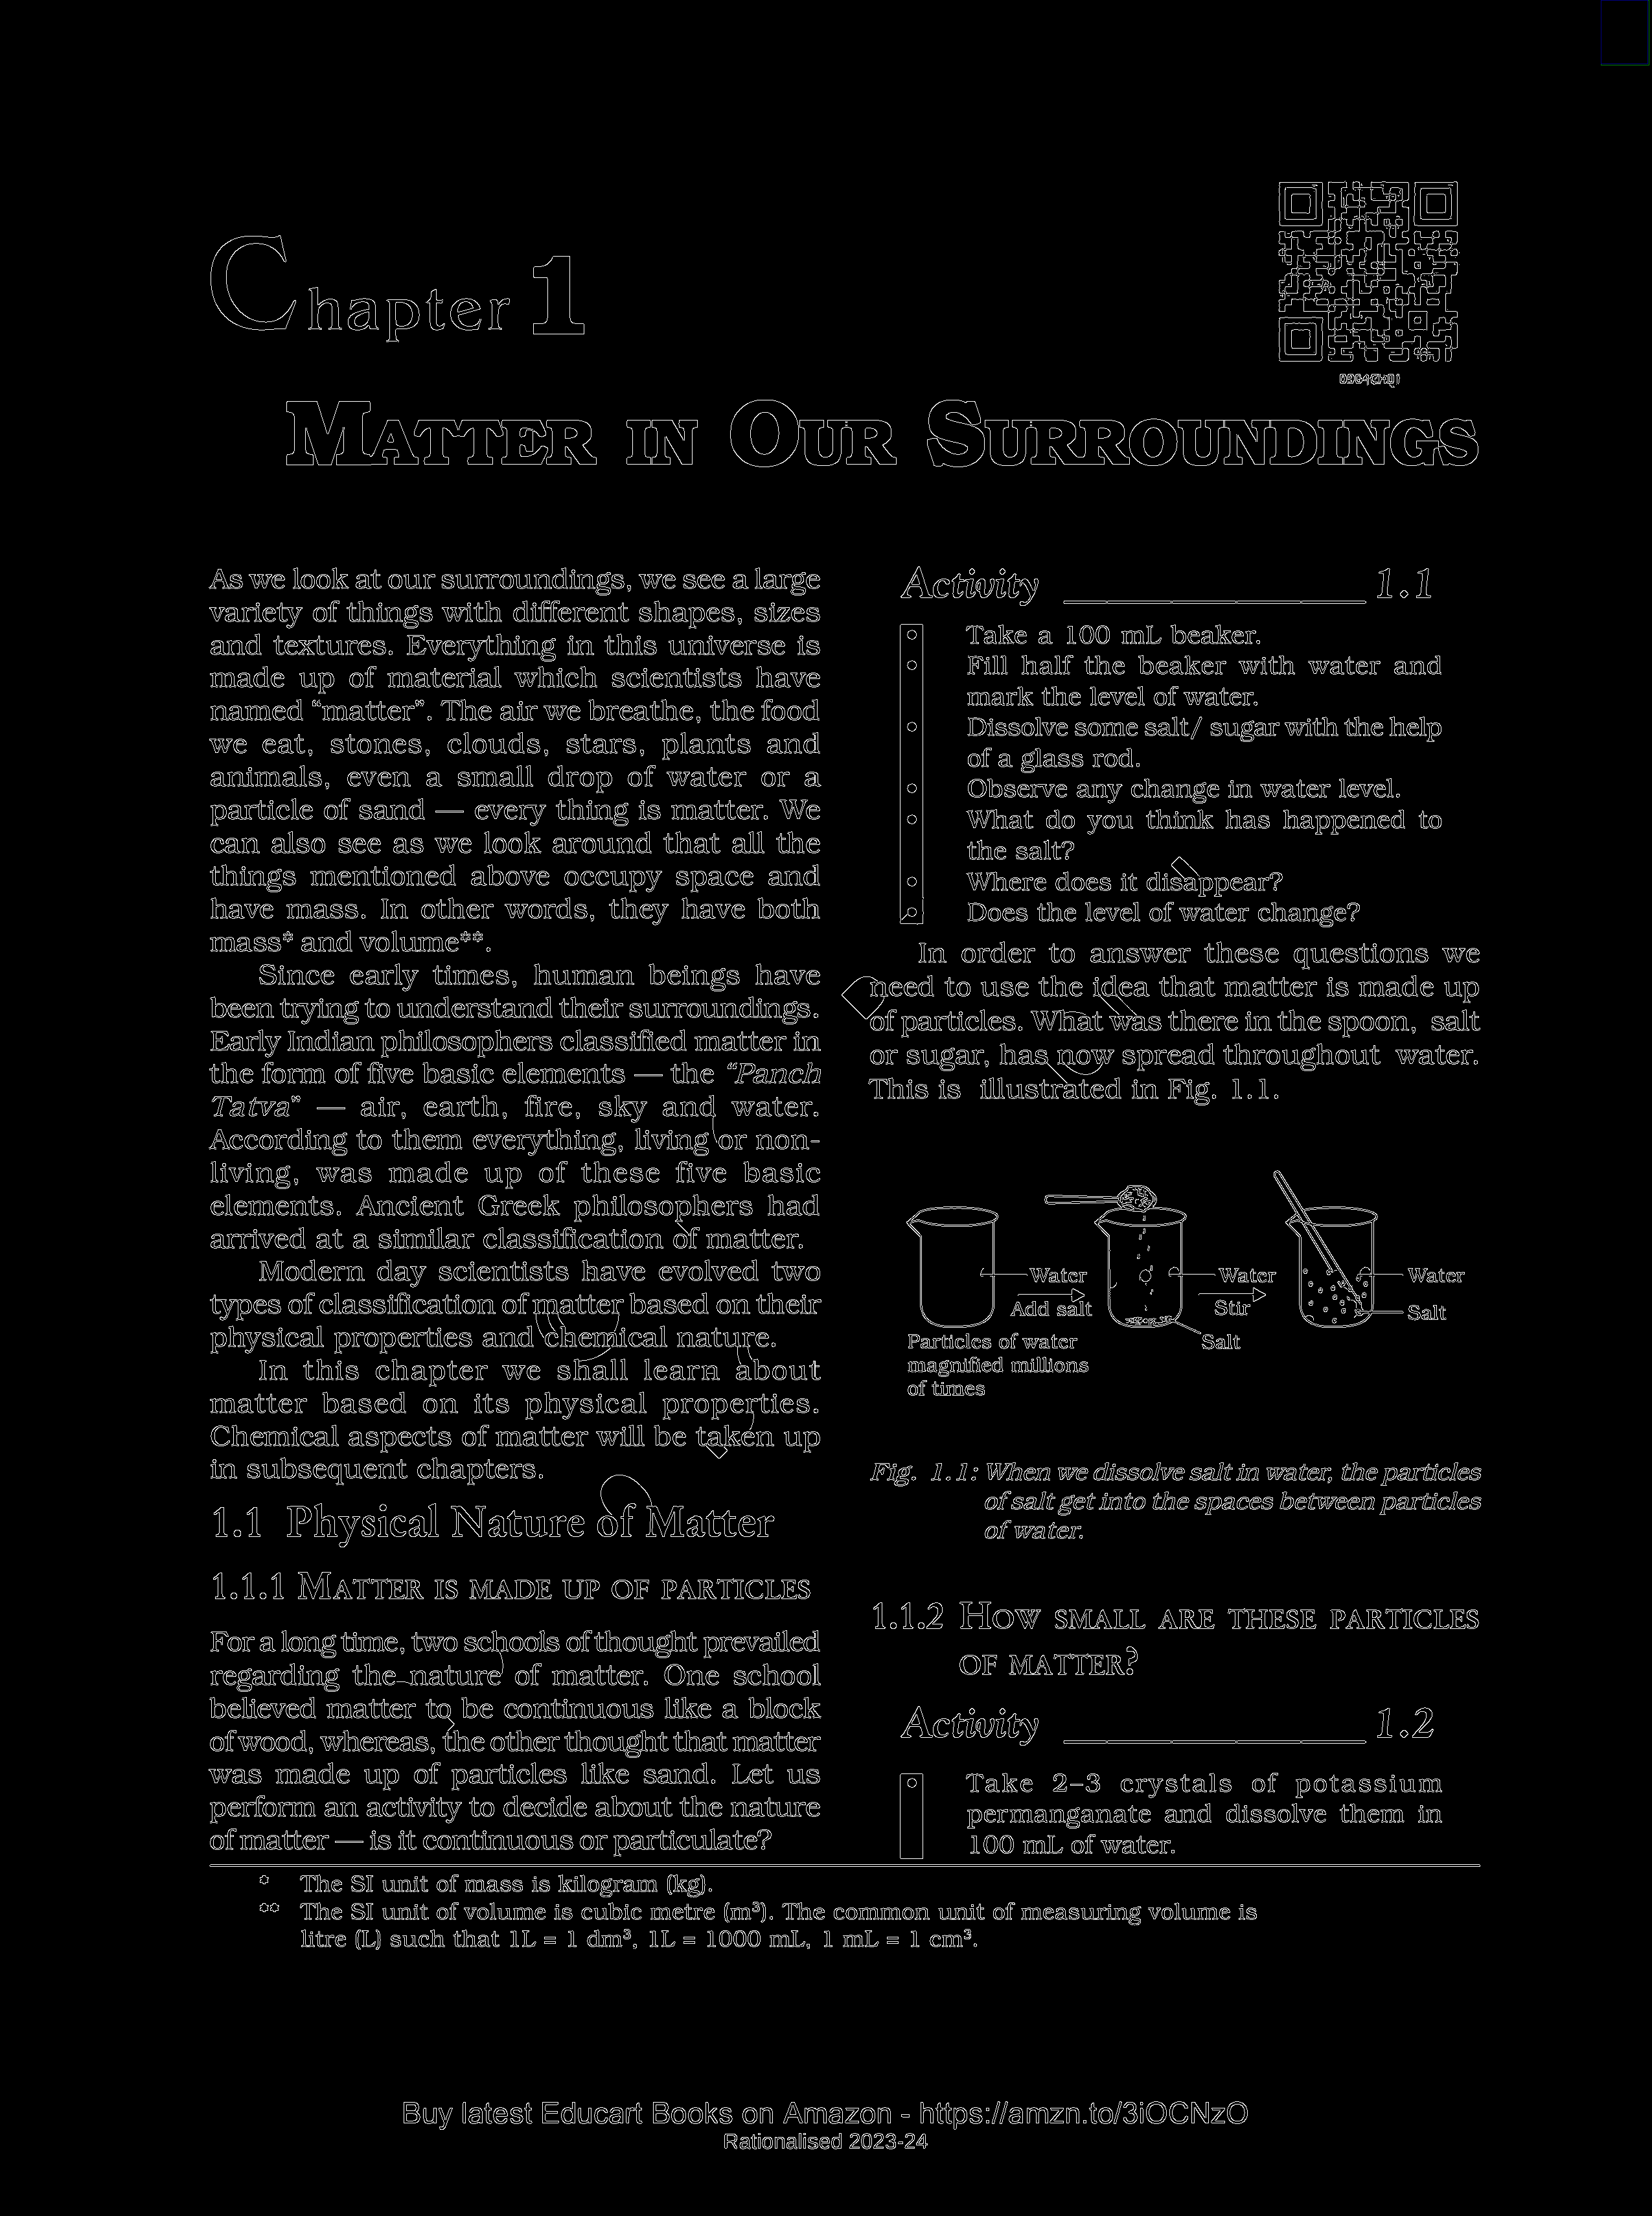 Chapter 1
0964CH01
MATTER IN OUR SURROUNDINGS
As we look at our surroundings, we see a large
variety of things with different shapes, sizes
and textures. Everything in this universe is
made up of material which scientists have
named “matter”. The air we breathe, the food
we eat, stones, clouds, stars, plants and
animals, even a small drop of water or a
particle of sand — every thing is matter. We
can also see as we look around that all the
things mentioned above occupy space and
have mass. In other words, they have both
mass* and volume**.
Since early times, human beings have
been trying to understand their surroundings.
Early Indian philosophers classified matter in
the form of five basic elements — the “Panch
Tatva” — air, earth, fire, sky and water.
According to them everything, living or non-
living, was made up of these five basic
elements. Ancient Greek philosophers had
arrived at a similar classification of matter.
Modern day scientists have evolved two
types of classification of matter based on their
physical properties and chemical nature.
In this chapter we shall learn about
matter based on its physical properties.
Chemical aspects of matter will be taken up
in subsequent chapters.
1.1 Physical Nature of Matter
1.1.1 MATTER IS MADE UP OF PARTICLES
For a long time, two schools of thought prevailed
regarding the nature of matter. One school
believed matter to be continuous like a block
of wood, whereas, the other thought that matter
was made up of particles like sand. Let us
perform an activity to decide about the nature
of matter — is it continuous or particulate?
Activity 1.1
Take a 100 mL beaker.
Fill half the beaker with water and
mark the level of water.
Dissolve some salt/ sugar with the help
of a glass rod.
Observe any change in water level.
What do you think has happened to
the salt?
Where does it disappear?
Does the level of water change?
In order to answer these questions we
need to use the idea that matter is made up
of particles. What was there in the spoon, salt
or sugar, has now spread throughout water.
This is illustrated in Fig. 1.1.
Water
Add salt
Water
Stir
Water
Salt
Salt
Particles of water
magnified millions
of times
Fig. 1.1: When we dissolve salt in water, the particles
of salt get into the spaces between particles
of water.
1.1.2 HOW SMALL ARE THESE PARTICLES
OF MATTER?
Activity 1.2
Take 2–3 crystals of potassium
permanganate and dissolve them in
100 mL of water.
* The SI unit of mass is kilogram (kg).
** The SI unit of volume is cubic metre (m³). The common unit of measuring volume is
litre (L) such that 1L = 1 dm³, 1L = 1000 mL, 1 mL = 1 cm³.
Buy latest Educart Books on Amazon - https://amzn.to/3iOCNzO
Rationalised 2023-24